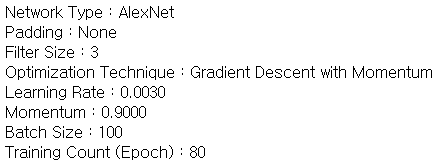 Network Type : AlexNet
Padding : None
Filter Size : 3
Optimization Technique : Gradient Descent with Momentum
Learning Rate : 0.0030
Momentum : 0.9000
Batch Size : 100
Training Count (Epoch) : 80